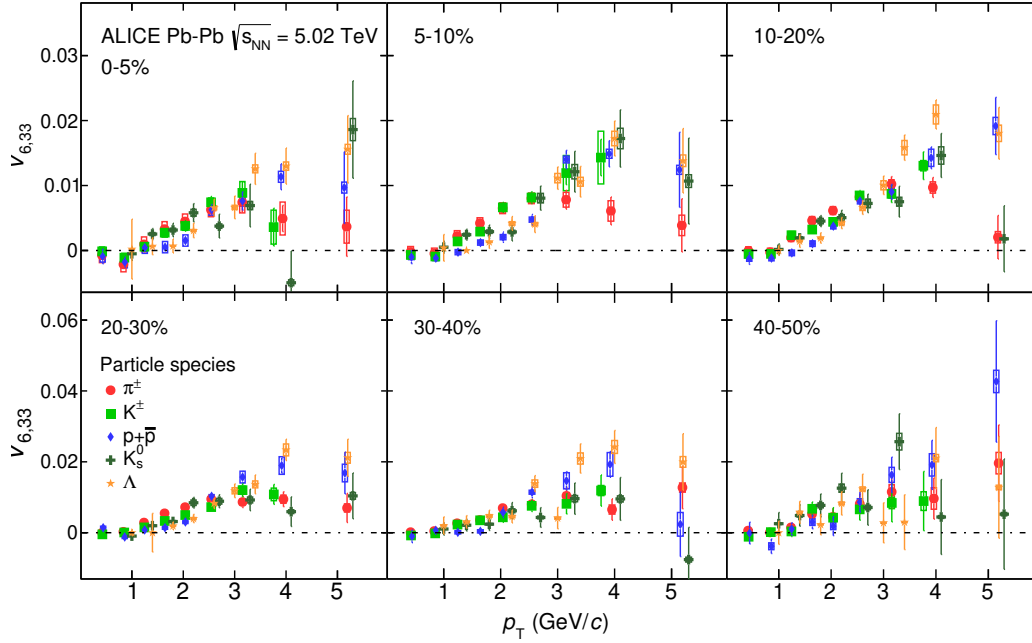 ALICE Pb-Pb √sNN = 5.02 TeV
0-5%
5-10%
10-20%
v6,33
0.03
0.02
0.01
0
20-30%
30-40%
40-50%
Particle species
π±
K±
p+p̅
K0s
Λ
v6,33
0.06
0.04
0.02
0
1 2 3 4 5 1 2 3 4 5 1 2 3 4 5
pT (GeV/c)